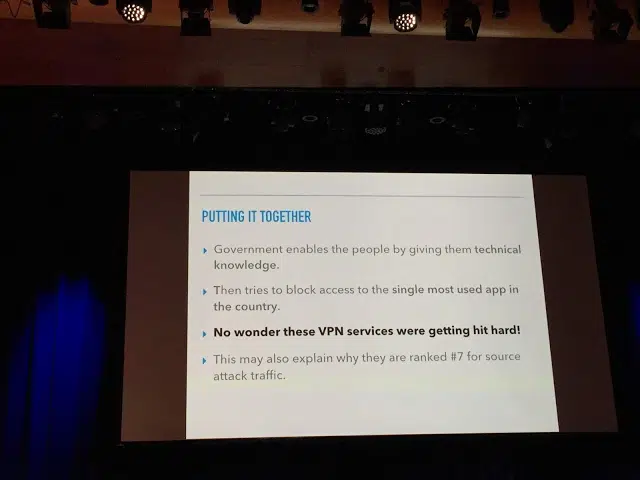 PUTTING IT TOGETHER
Government enables the people by giving them technical
knowledge.
Then tries to block access to the single most used app in
the country.
No wonder these VPN services were getting hit hard!
This may also explain why they are ranked #7 for source
attack traffic.